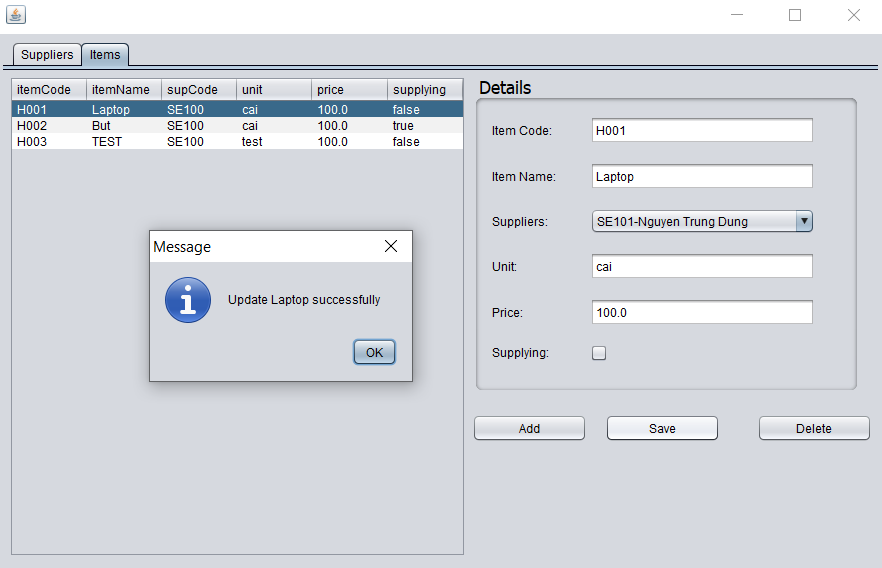 Suppliers Items
itemCode itemName supCode unit price supplying
H001 Laptop SE100 cai 100.0 false
H002 But SE100 cai 100.0 true
H003 TEST SE100 test 100.0 false
Message
Update Laptop successfully
OK
Details
Item Code: H001
Item Name: Laptop
Suppliers: SE101-Nguyen Trung Dung
Unit: cai
Price: 100.0
Supplying:
Add Save Delete